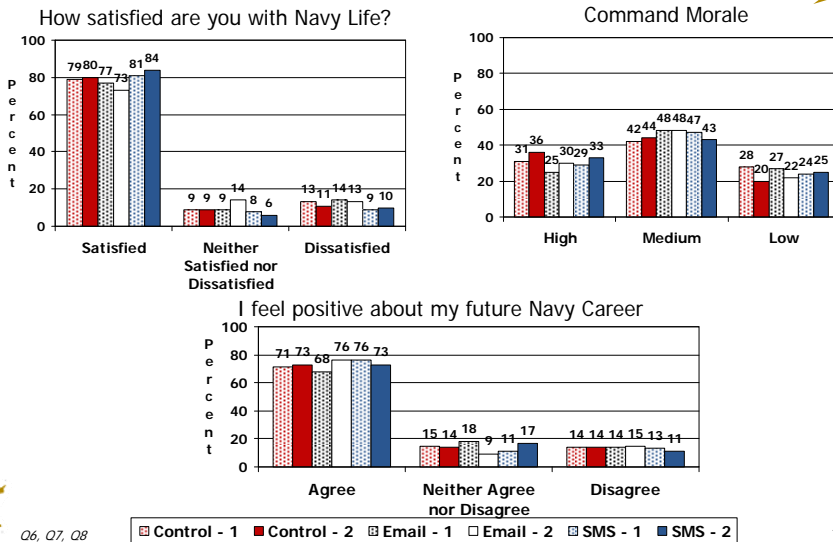 How satisfied are you with Navy Life?
100
80
60
40
20
0
Percent
79 80 77 73 81 84
9 9 9 14 8 6
13 11 14 13 9 10
Satisfied
Neither
Satisfied nor
Dissatisfied
Dissatisfied
Command Morale
100
80
60
40
20
0
Percent
31 36 25 30 29 33
42 44 48 48 47 43
28 20 27 22 24 25
High
Medium
Low
I feel positive about my future Navy Career
100
80
60
40
20
0
Percent
71 73 68 76 76 73
15 14 18 9 11 17
14 14 14 15 13 11
Agree
Neither Agree
nor Disagree
Disagree
Q6, Q7, Q8
Control - 1 Control - 2 Email - 1 Email - 2 SMS - 1 SMS - 2